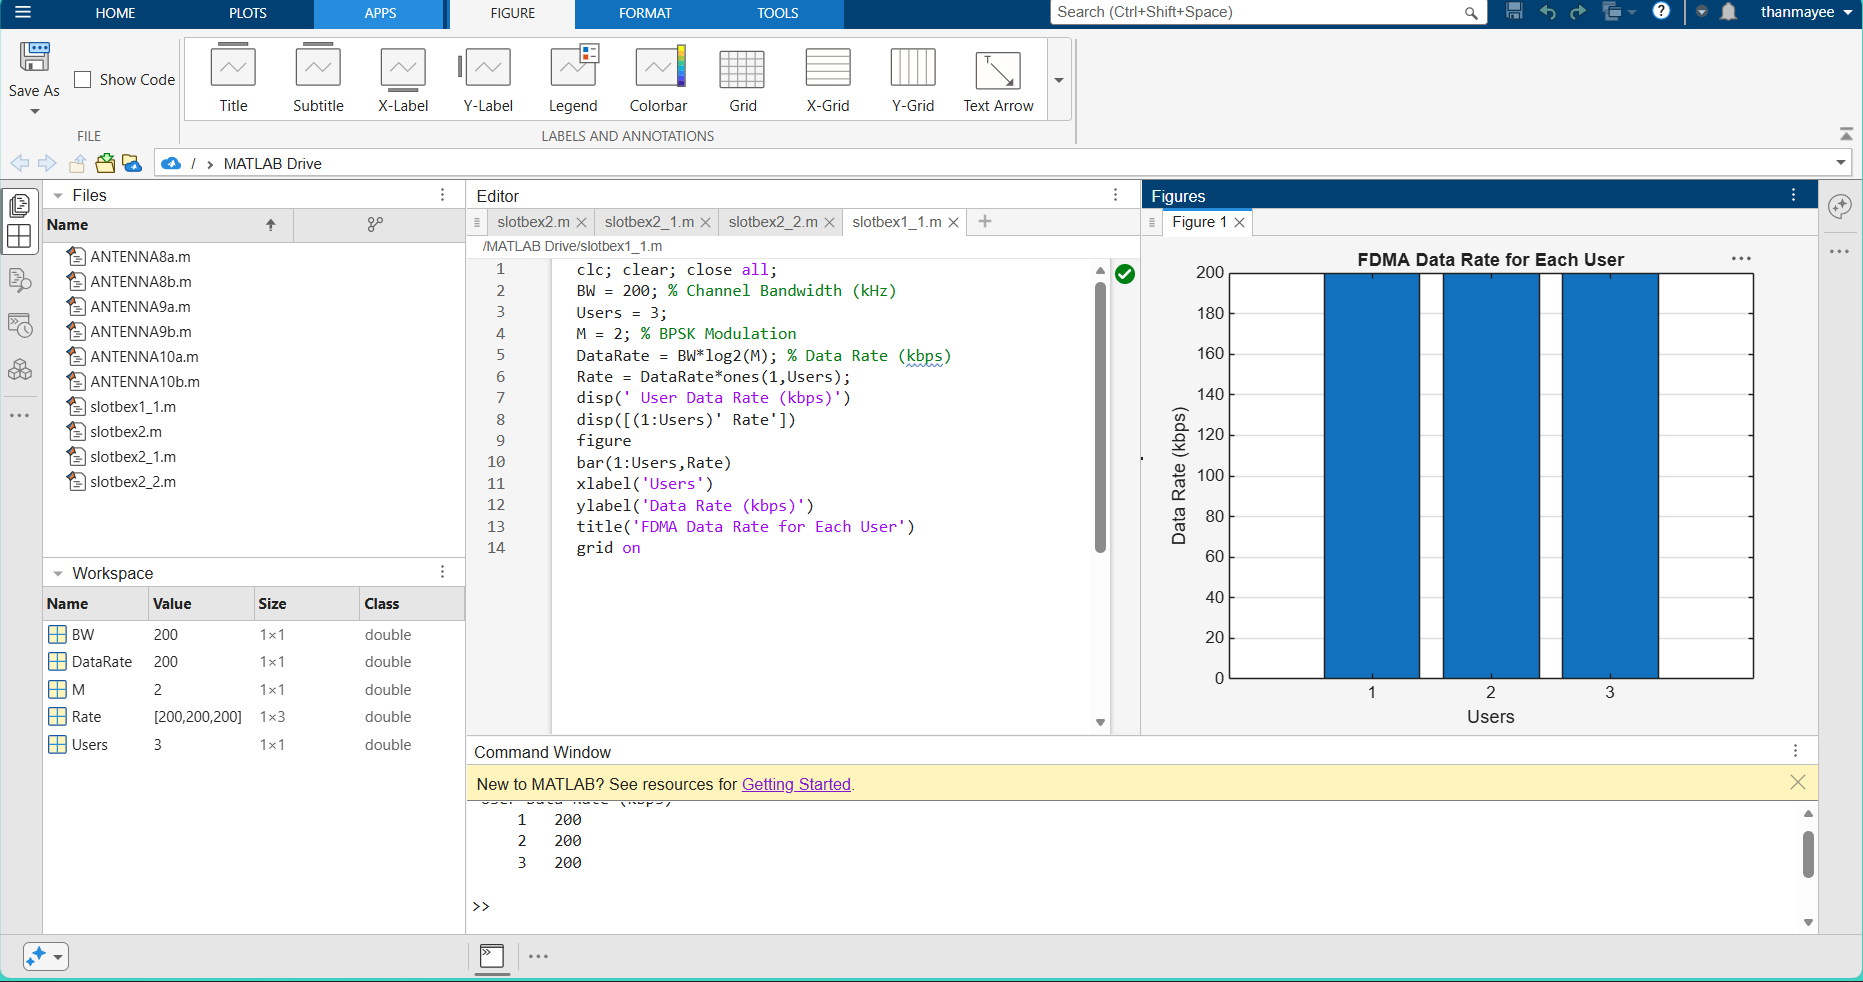 HOME PLOTS APPS FIGURE FORMAT TOOLS Search (Ctrl+Shift+Space) ? thanmayee
Save As
Show Code
Title Subtitle X-Label Y-Label Legend Colorbar Grid X-Grid Y-Grid Text Arrow
FILE LABELS AND ANNOTATIONS
/ › MATLAB Drive
Files
Name
ANTENNA8a.m
ANTENNA8b.m
ANTENNA9a.m
ANTENNA9b.m
ANTENNA10a.m
ANTENNA10b.m
slotbex1_1.m
slotbex2.m
slotbex2_1.m
slotbex2_2.m
Workspace
Name Value Size Class
BW 200 1×1 double
DataRate 200 1×1 double
M 2 1×1 double
Rate [200,200,200] 1×3 double
Users 3 1×1 double
Editor
slotbex2.m slotbex2_1.m slotbex2_2.m slotbex1_1.m
/MATLAB Drive/slotbex1_1.m
1 clc; clear; close all;
2 BW = 200; % Channel Bandwidth (kHz)
3 Users = 3;
4 M = 2; % BPSK Modulation
5 DataRate = BW*log2(M); % Data Rate (kbps)
6 Rate = DataRate*ones(1,Users);
7 disp(' User Data Rate (kbps)')
8 disp([(1:Users)' Rate'])
9 figure
10 bar(1:Users,Rate)
11 xlabel('Users')
12 ylabel('Data Rate (kbps)')
13 title('FDMA Data Rate for Each User')
14 grid on
Figures
Figure 1
FDMA Data Rate for Each User
200
180
160
140
120
100
80
60
40
20
0
Data Rate (kbps)
1 2 3
Users
Command Window
New to MATLAB? See resources for Getting Started.
User Data Rate (kbps)
1 200
2 200
3 200
>>